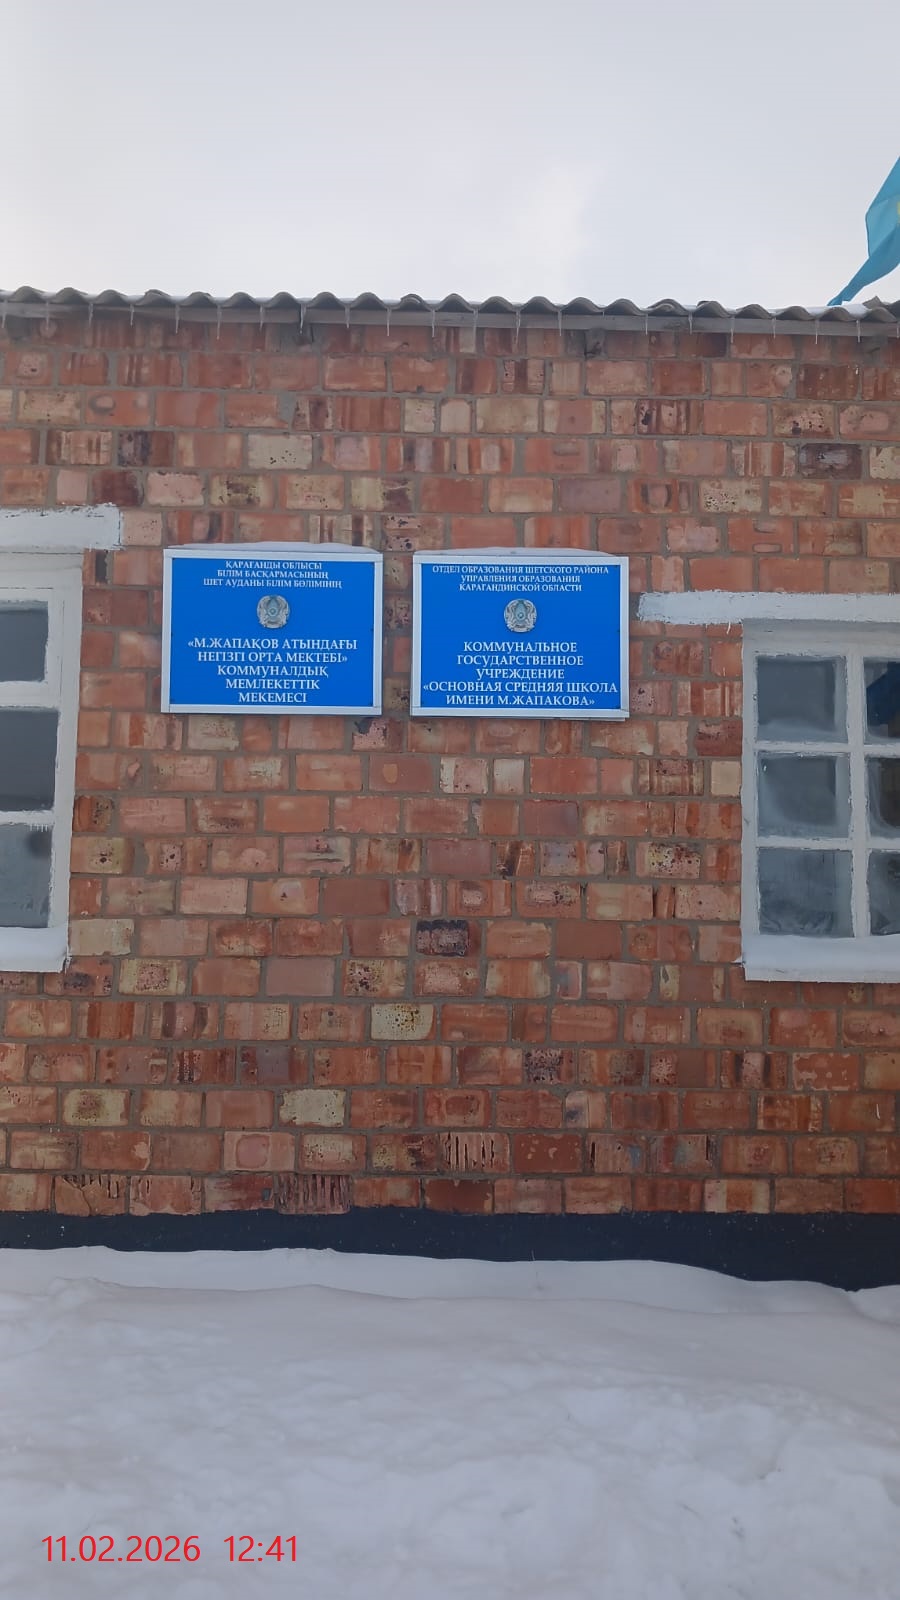 ҚАРАҒАНДЫ ОБЛЫСЫ
БІЛІМ БАСҚАРМАСЫНЫҢ
ШЕТ АУДАНЫ БІЛІМ БӨЛІМІНІҢ
«М.ЖАПАҚОВ АТЫНДАҒЫ
НЕГІЗГІ ОРТА МЕКТЕБІ»
КОММУНАЛДЫҚ
МЕМЛЕКЕТТІК
МЕКЕМЕСІ
ОТДЕЛ ОБРАЗОВАНИЯ ШЕТСКОГО РАЙОНА
УПРАВЛЕНИЯ ОБРАЗОВАНИЯ
КАРАГАНДИНСКОЙ ОБЛАСТИ
КОММУНАЛЬНОЕ
ГОСУДАРСТВЕННОЕ
УЧРЕЖДЕНИЕ
«ОСНОВНАЯ СРЕДНЯЯ ШКОЛА
ИМЕНИ М.ЖАПАКОВА»
11.02.2026 12:41